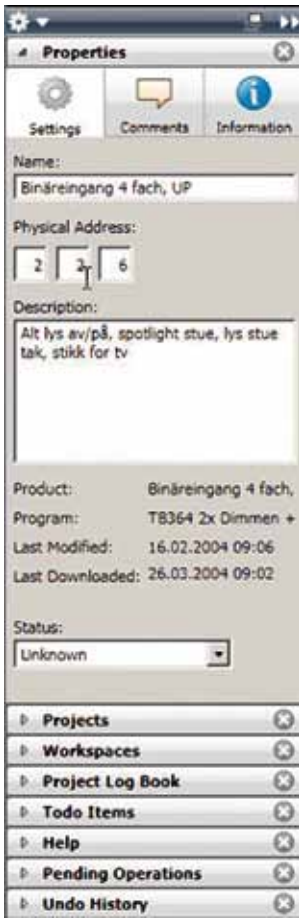 Properties
Settings Comments Information
Name:
Binäreingang 4 fach, UP
Physical Address:
2 2 6
Description:
Alt lys av/på, spotlight stue, lys stue
tak, stikk for tv
Product: Binäreingang 4 fach,
Program: T8364 2x Dimmen +
Last Modified: 16.02.2004 09:06
Last Downloaded: 26.03.2004 09:02
Status:
Unknown
Projects
Workspaces
Project Log Book
Todo Items
Help
Pending Operations
Undo History